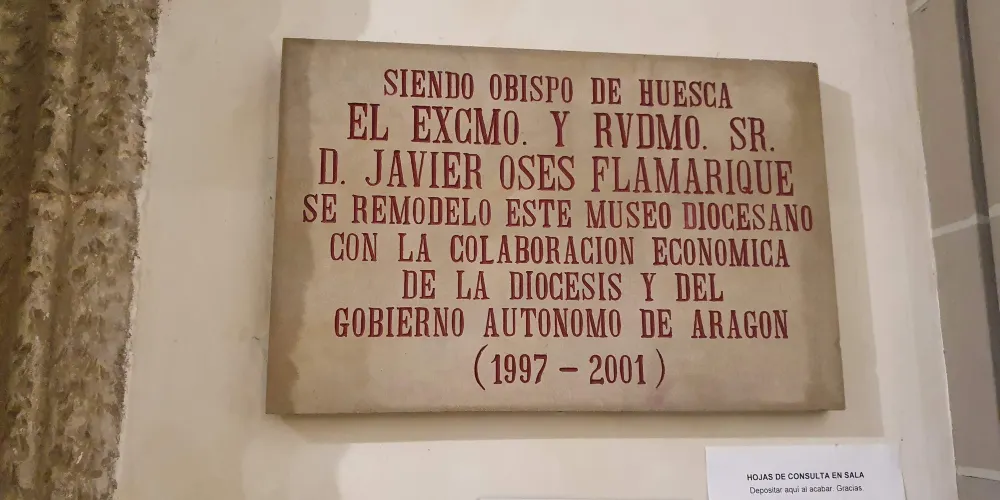 SIENDO OBISPO DE HUESCA
EL EXCMO. Y RVDMO. SR.
D. JAVIER OSES FLAMARIQUE
SE REMODELO ESTE MUSEO DIOCESANO
CON LA COLABORACION ECONOMICA
DE LA DIOCESIS Y DEL
GOBIERNO AUTONOMO DE ARAGON
(1997 – 2001)
HOJAS DE CONSULTA EN SALA
Depositar aquí al acabar. Gracias.